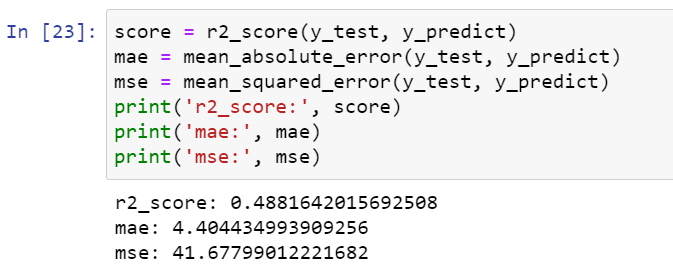 In [23]: score = r2_score(y_test, y_predict)
mae = mean_absolute_error(y_test, y_predict)
mse = mean_squared_error(y_test, y_predict)
print('r2_score:', score)
print('mae:', mae)
print('mse:', mse)
r2_score: 0.4881642015692508
mae: 4.404434993909256
mse: 41.67799012221682